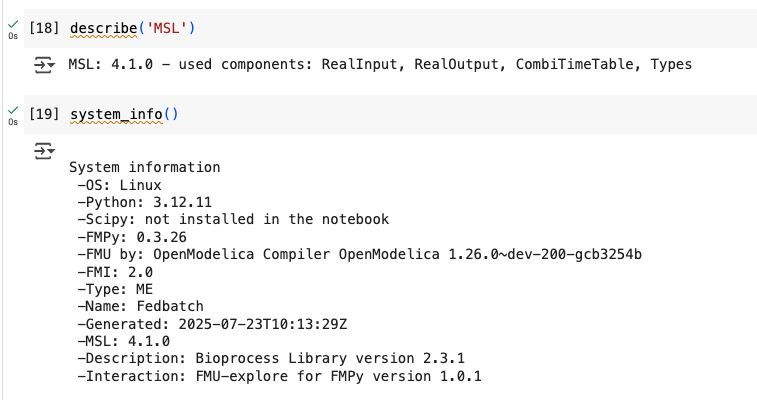 [18] describe('MSL')
0s
MSL: 4.1.0 – used components: RealInput, RealOutput, CombiTimeTable, Types
[19] system_info()
0s
System information
–OS: Linux
–Python: 3.12.11
–Scipy: not installed in the notebook
–FMPy: 0.3.26
–FMU by: OpenModelica Compiler OpenModelica 1.26.0~dev-200-gcb3254b
–FMI: 2.0
–Type: ME
–Name: Fedbatch
–Generated: 2025-07-23T10:13:29Z
–MSL: 4.1.0
–Description: Bioprocess Library version 2.3.1
–Interaction: FMU-explore for FMPy version 1.0.1